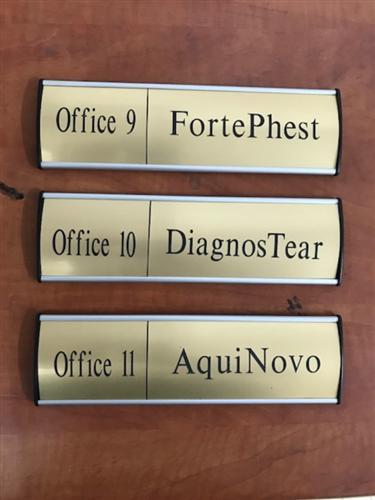 Office 9 FortePhest
Office 10 DiagnosTear
Office 11 AquiNovo